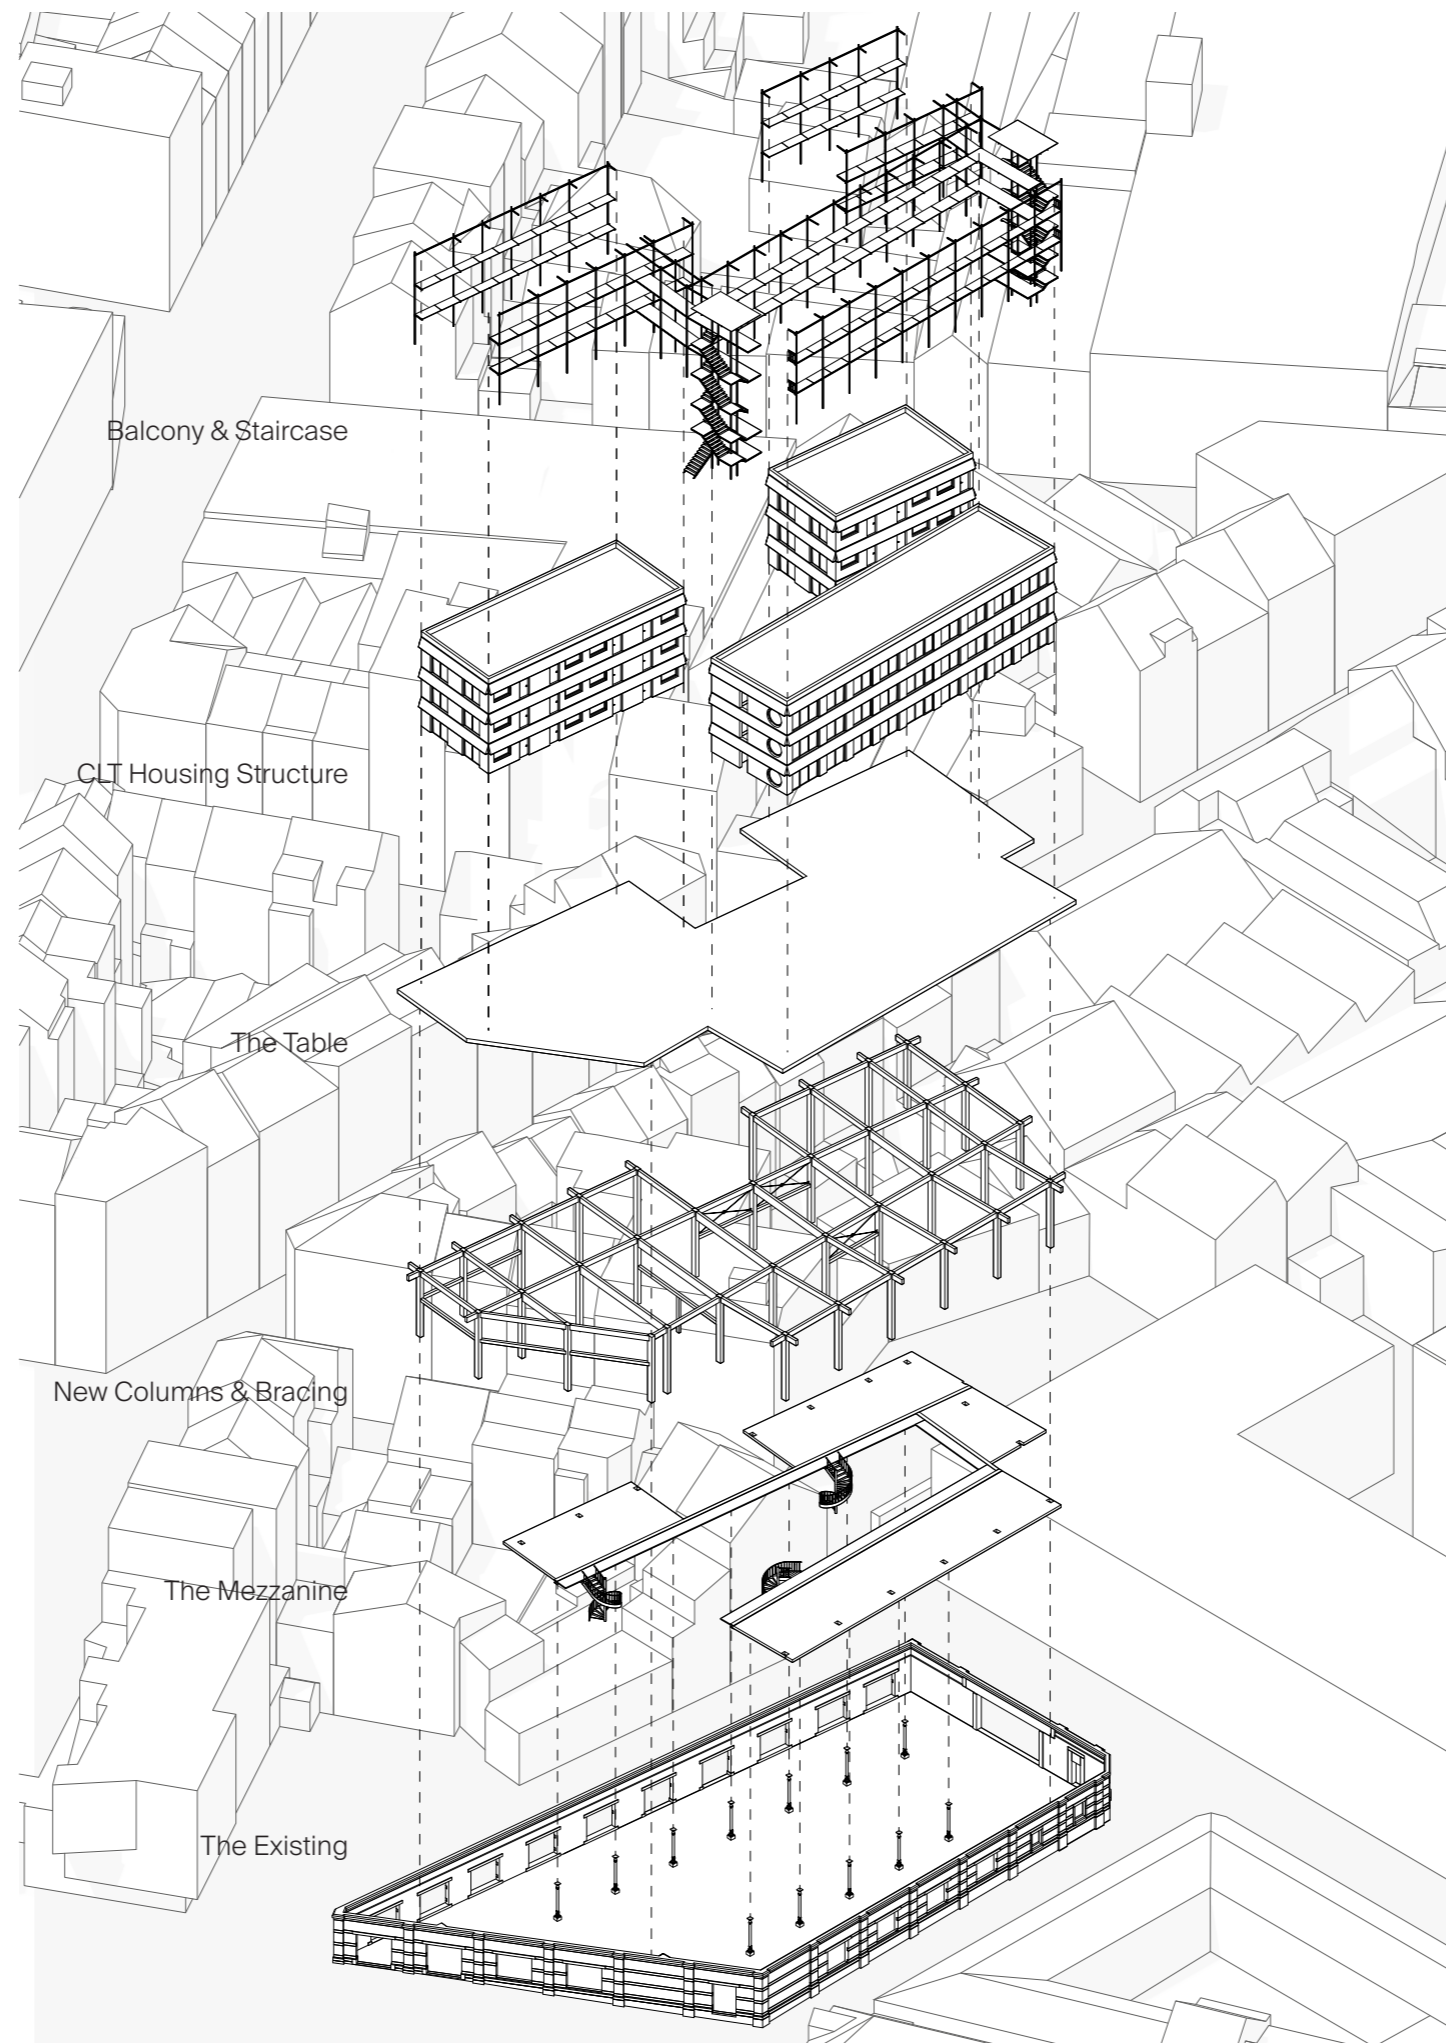 Balcony & Staircase
CLT Housing Structure
The Table
New Columns & Bracing
The Mezzanine
The Existing